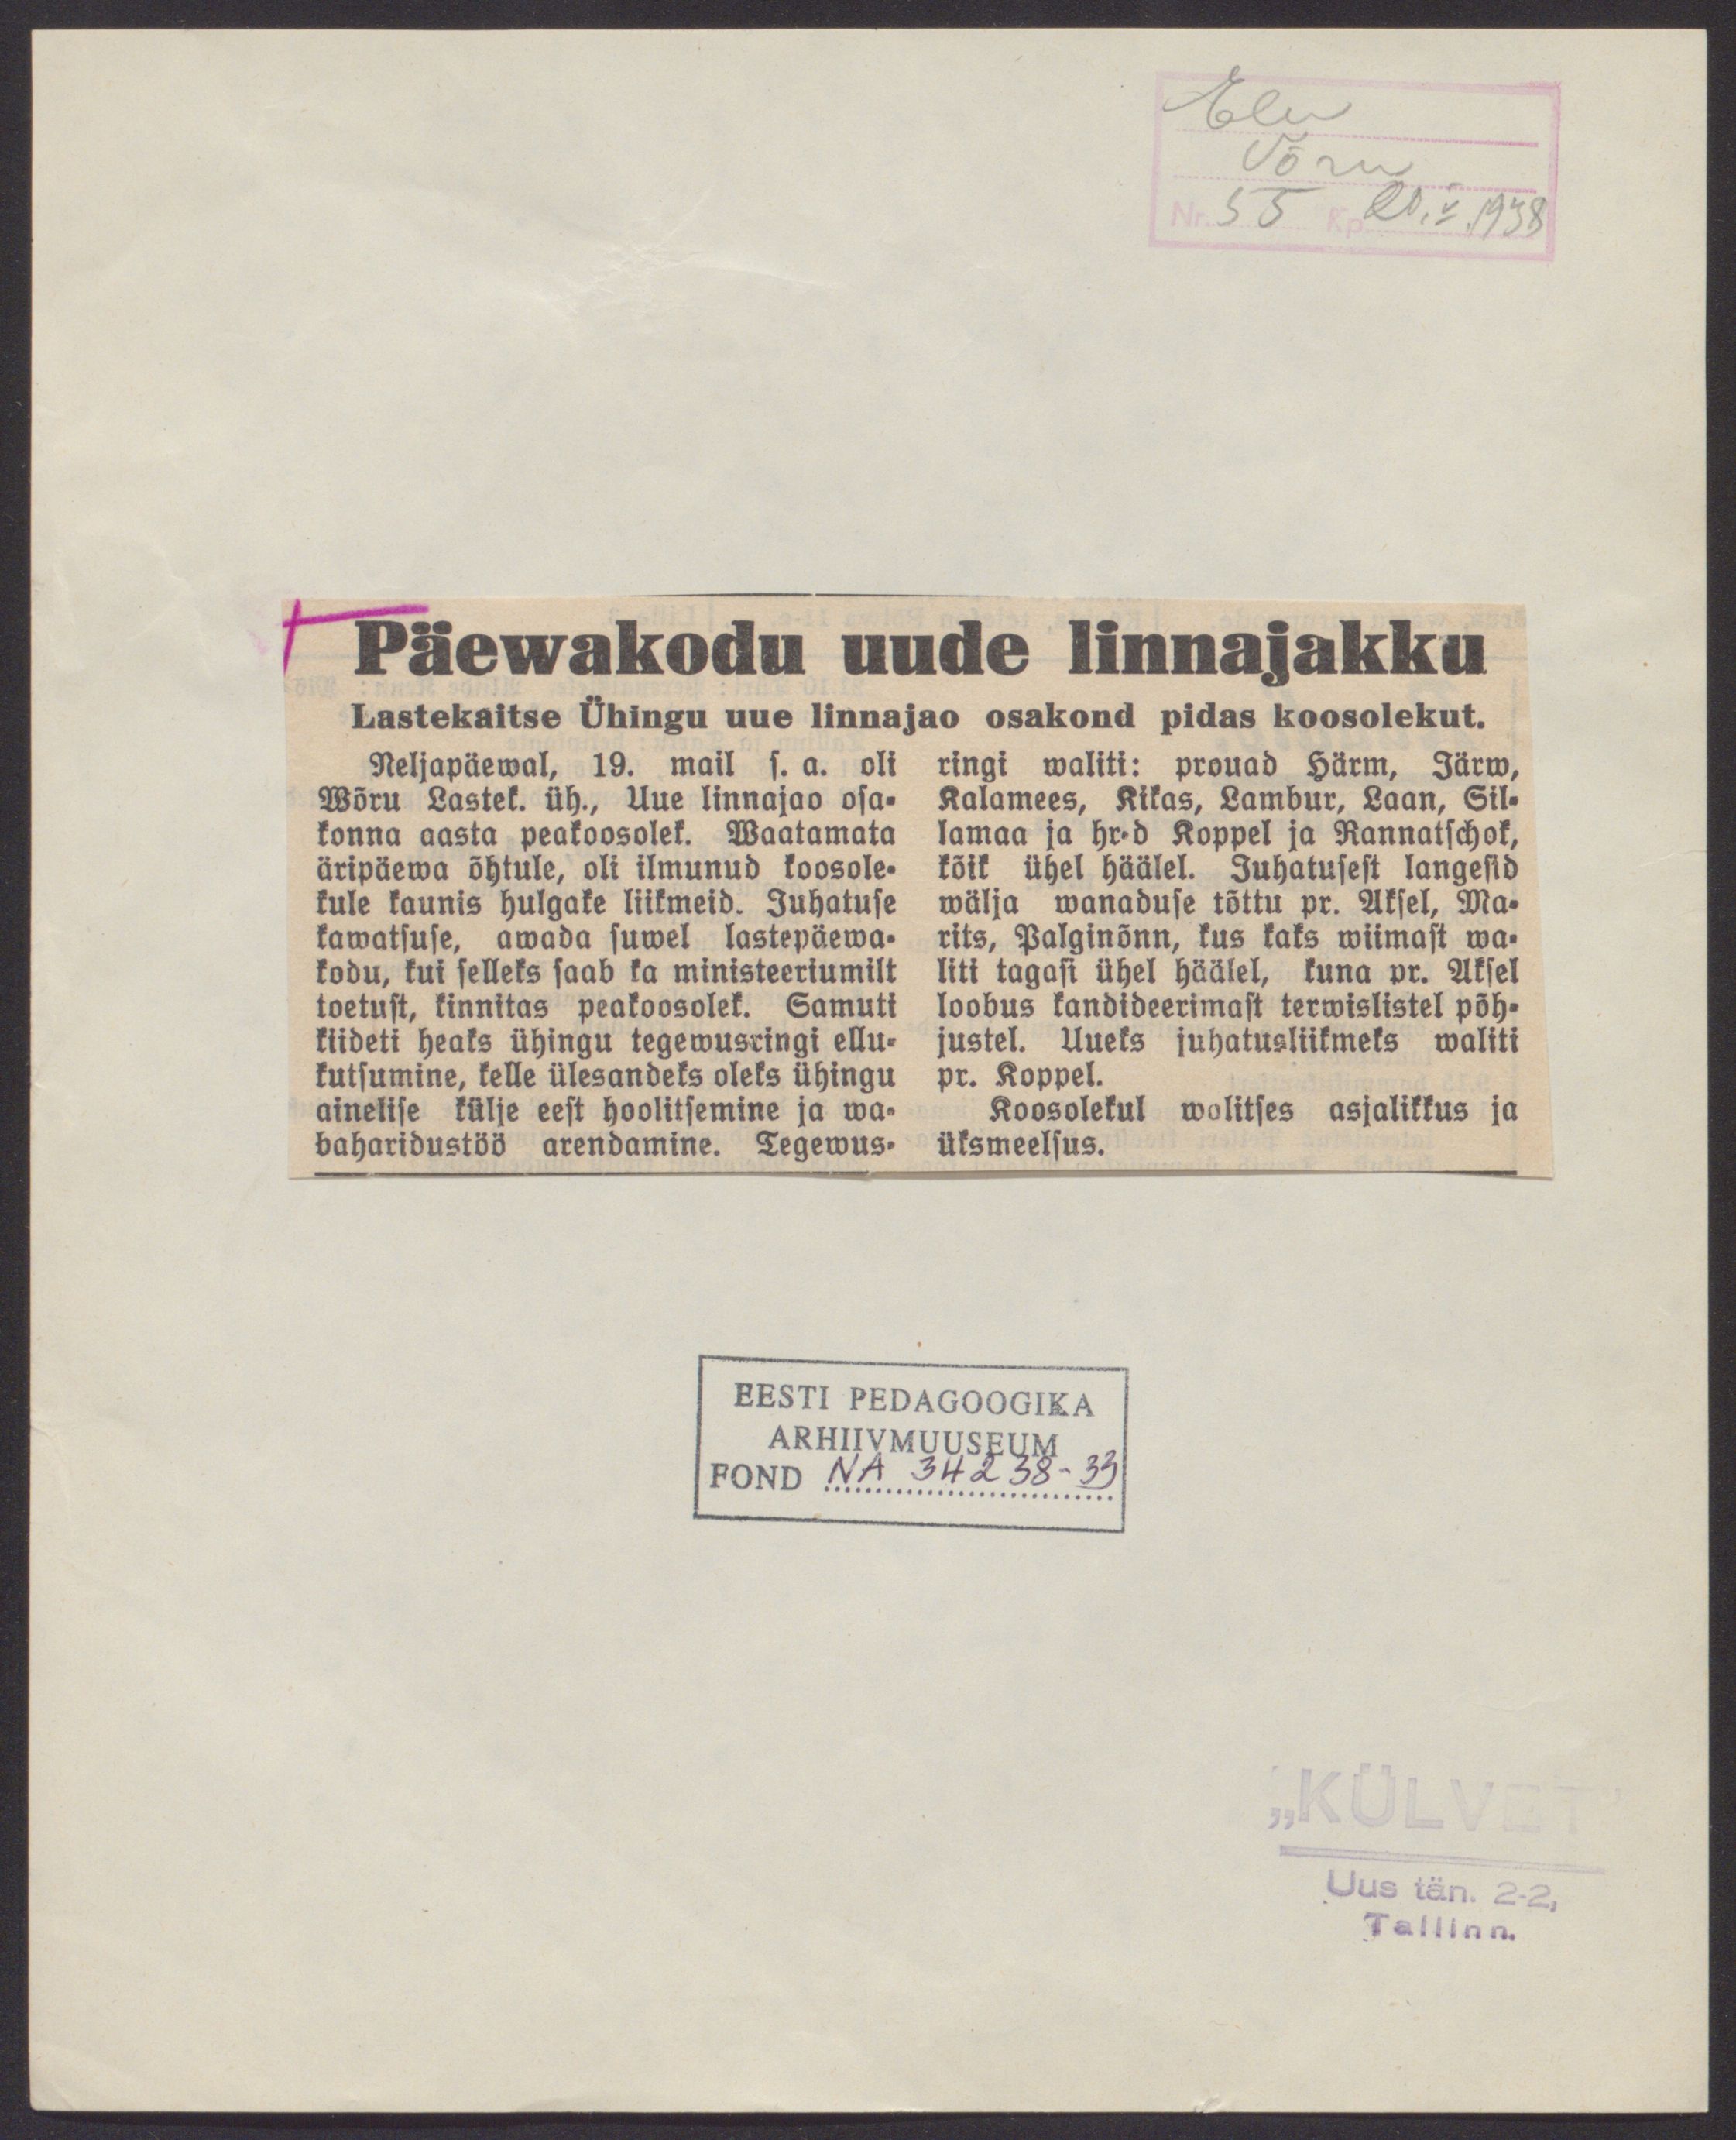 Elu
Võru
Nr. 55 Kp. 20.V.1938
Päewakodu uude linnajakku
Lastekaitse Ühingu uue linnajao osakond pidas koosolekut.
Neljapäewal, 19. mail s. a. oli
Wõru Lastek. üh., Uue linnajao osa-
konna aasta peakoosolek. Waatamata
äripäewa õhtule, oli ilmunud koosole-
kule kaunis hulgake liikmeid. Juhatuse
kawatsuse, awada suwel lastepäewa-
kodu, kui selleks saab ka ministeeriumilt
toetust, kinnitas peakoosolek. Samuti
kiideti heaks ühingu tegewusringi ellu-
kutsumine, kelle ülesandeks oleks ühingu
ainelise külje eest hoolitsemine ja wa-
baharidustöö arendamine. Tegewus-
ringi waliti: prouad Härm, Järw,
Kalamees, Kikas, Lambur, Laan, Sil-
lamaa ja hr-d Koppel ja Rannatschok,
kõik ühel häälel. Juhatusest langesid
wälja wanaduse tõttu pr. Aksel, Ma-
rits, Palginõnn, kus kaks wiimast wa-
liti tagasi ühel häälel, kuna pr. Aksel
loobus kandideerimast terwislistel põh-
justel. Uueks juhatusliikmeks waliti
pr. Koppel.
Koosolekul walitses asjalikkus ja
üksmeelsus.
EESTI PEDAGOOGIKA
ARHIIVMUUSEUM
FOND NA 34238-33
„KÜLVET"
Uus tän. 2-2,
Tallinn.